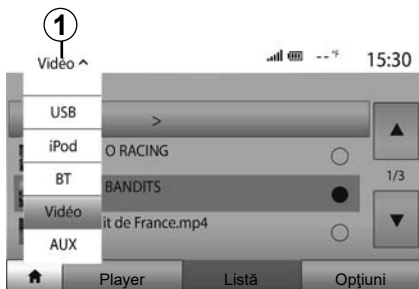 1
Vidéo ^ --°F 15:30
USB
>
iPod O RACING
BT BANDITS 1/3
Vidéo it de France.mp4
AUX
Player Listă Opţiuni